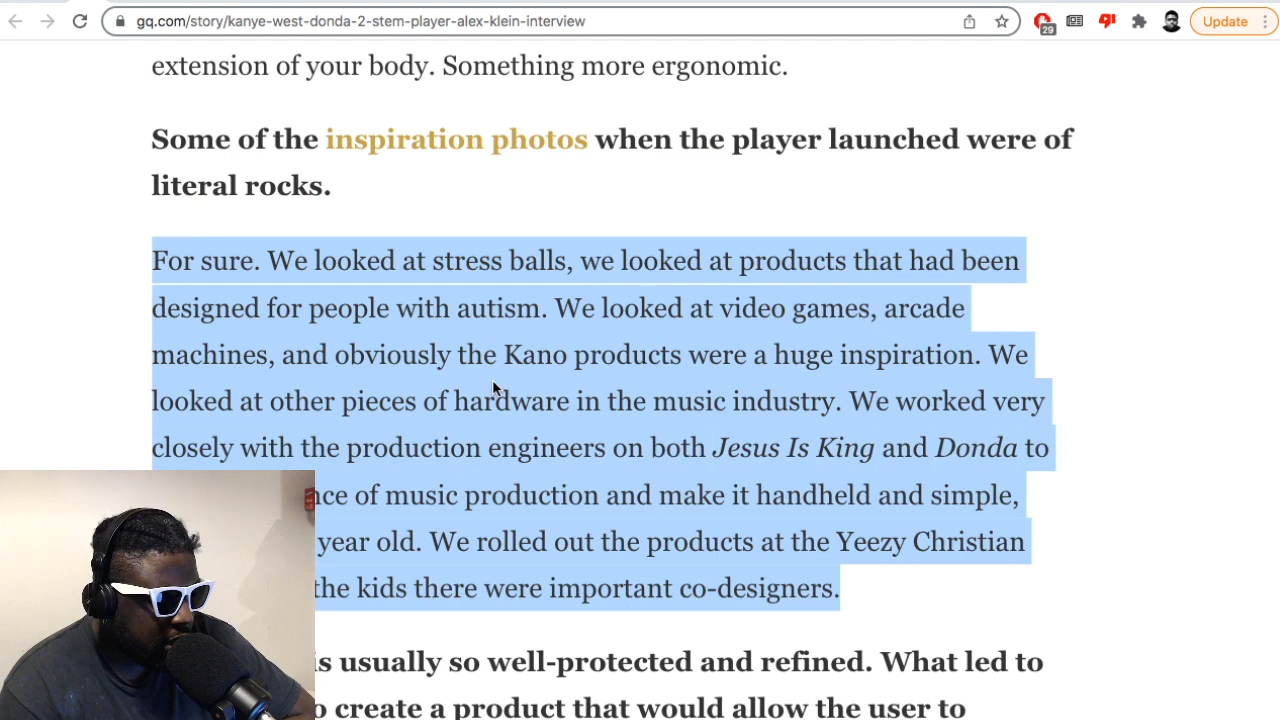 gq.com/story/kanye-west-donda-2-stem-player-alex-klein-interview
29
Update
extension of your body. Something more ergonomic.
Some of the inspiration photos when the player launched were of
literal rocks.
For sure. We looked at stress balls, we looked at products that had been
designed for people with autism. We looked at video games, arcade
machines, and obviously the Kano products were a huge inspiration. We
looked at other pieces of hardware in the music industry. We worked very
closely with the production engineers on both Jesus Is King and Donda to
of music production and make it handheld and simple,
year old. We rolled out the products at the Yeezy Christian
the kids there were important co-designers.
is usually so well-protected and refined. What led to
create a product that would allow the user to